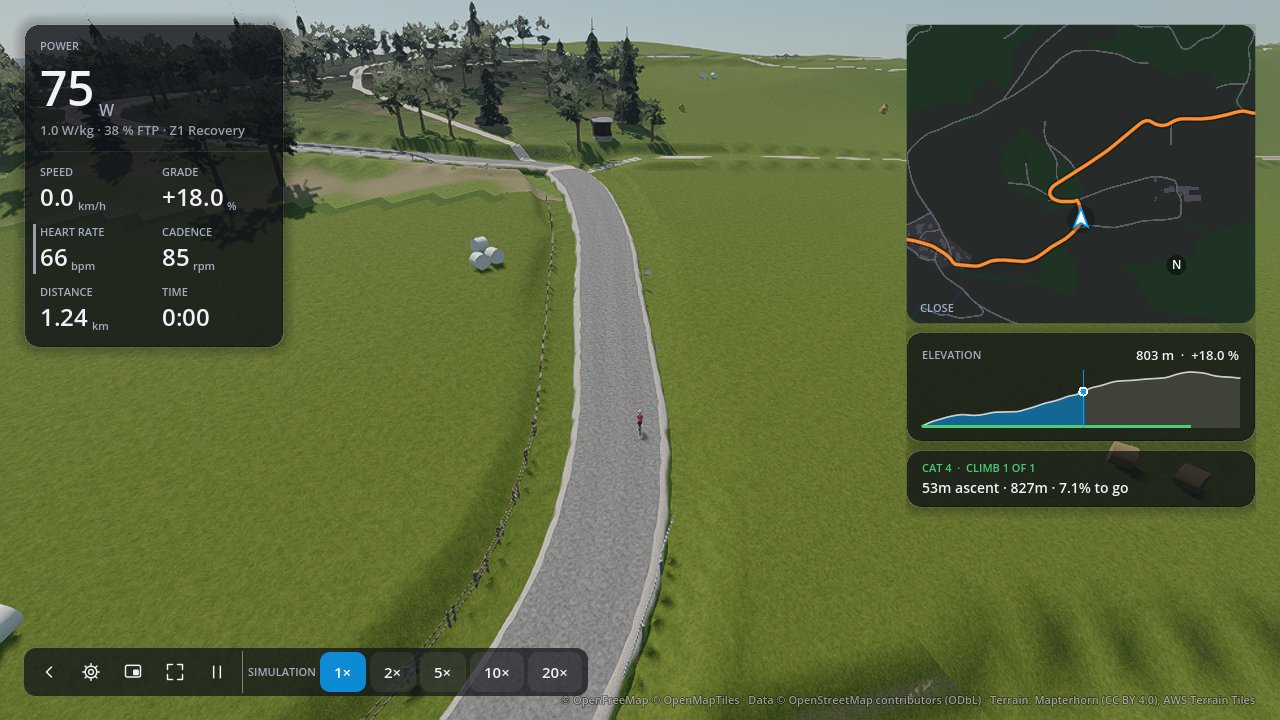 POWER
75 W
1.0 W/kg · 38 % FTP · Z1 Recovery
SPEED
0.0 km/h
GRADE
+18.0 %
HEART RATE
66 bpm
CADENCE
85 rpm
DISTANCE
1.24 km
TIME
0:00
N
CLOSE
ELEVATION
803 m · +18.0 %
CAT 4 · CLIMB 1 OF 1
53m ascent · 827m · 7.1% to go
SIMULATION
1×
2×
5×
10×
20×
© OpenFreeMap © OpenMapTiles · Data © OpenStreetMap contributors (ODbL) · Terrain: Mapterhorn (CC BY 4.0); AWS Terrain Tiles